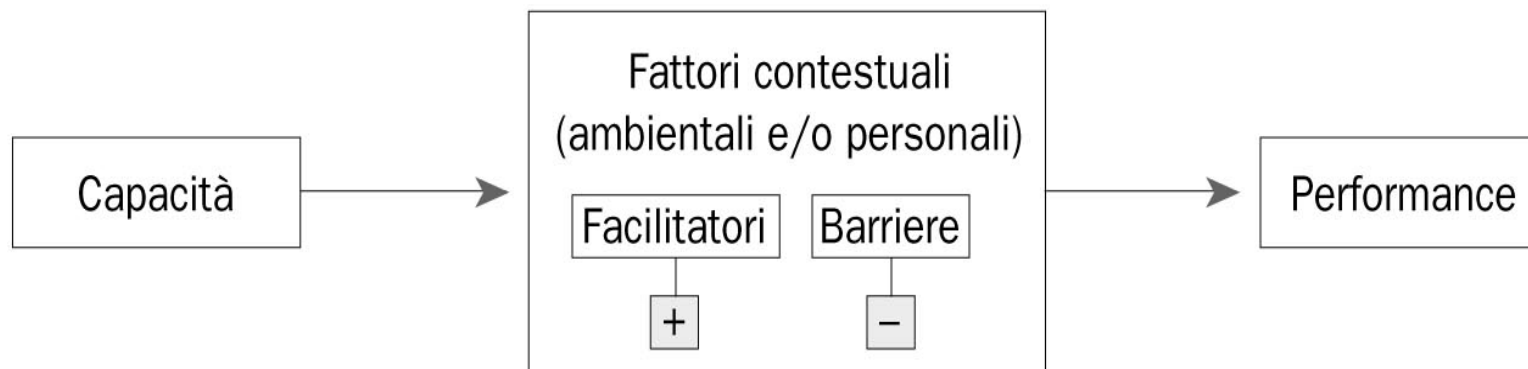 Capacità
Fattori contestuali
(ambientali e/o personali)
Facilitatori
Barriere
+
–
Performance